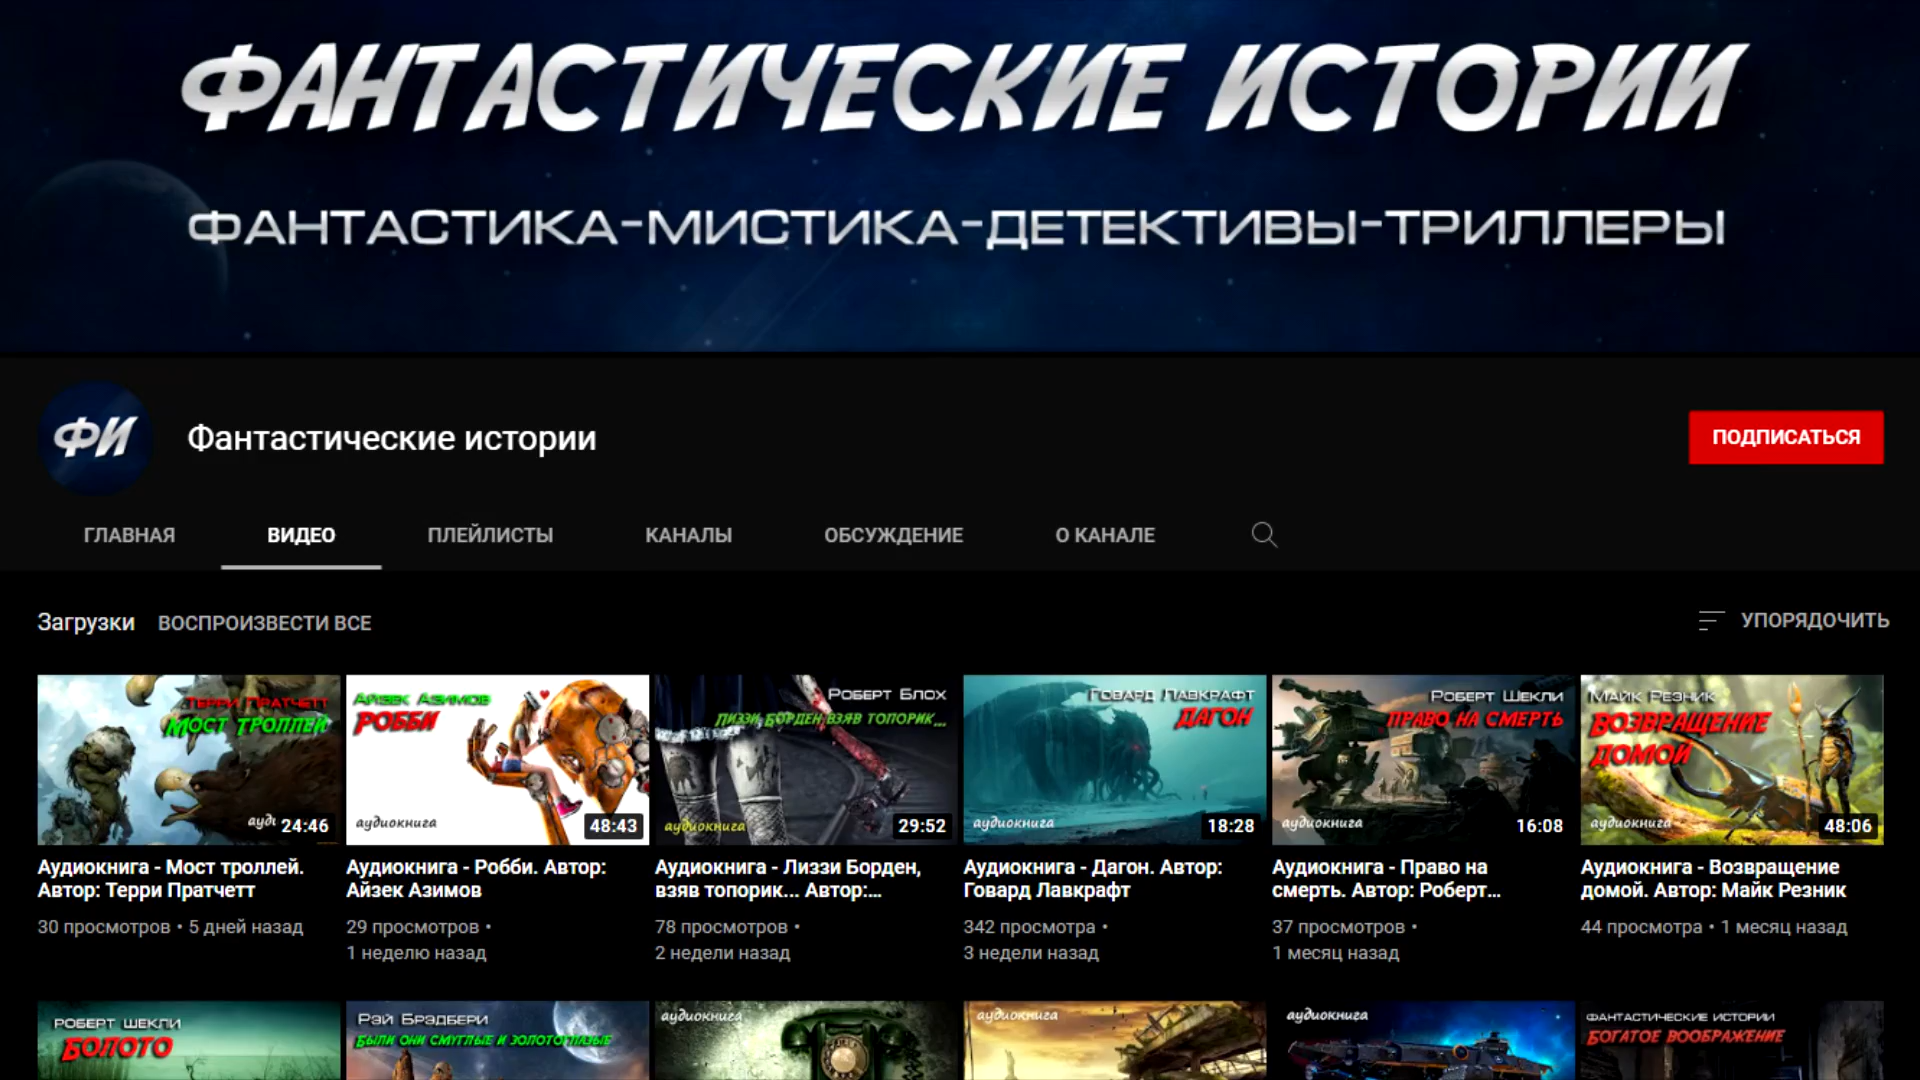 ФАНТАСТИЧЕСКИЕ ИСТОРИИ
ФАНТАСТИКА-МИСТИКА-ДЕТЕКТИВЫ-ТРИЛЛЕРЫ
ФИ
Фантастические истории
ПОДПИСАТЬСЯ
ГЛАВНАЯ ВИДЕО ПЛЕЙЛИСТЫ КАНАЛЫ ОБСУЖДЕНИЕ О КАНАЛЕ
Загрузки ВОСПРОИЗВЕСТИ ВСЕ УПОРЯДОЧИТЬ
ТЕРРИ ПРАТЧЕТТ
МОСТ ТРОЛЛЕЙ
ауди 24:46
Аудиокнига - Мост троллей.
Автор: Терри Пратчетт
30 просмотров • 5 дней назад
АЙЗЕК АЗИМОВ
РОББИ
аудиокнига 48:43
Аудиокнига - Робби. Автор:
Айзек Азимов
29 просмотров •
1 неделю назад
РОБЕРТ БЛОХ
ЛИЗЗИ БОРДЕН, ВЗЯВ ТОПОРИК...
аудиокнига 29:52
Аудиокнига - Лиззи Борден,
взяв топорик... Автор:...
78 просмотров •
2 недели назад
ГОВАРД ЛАВКРАФТ
ДАГОН
аудиокнига 18:28
Аудиокнига - Дагон. Автор:
Говард Лавкрафт
342 просмотра •
3 недели назад
РОБЕРТ ШЕКЛИ
ПРАВО НА СМЕРТЬ
аудиокнига 16:08
Аудиокнига - Право на
смерть. Автор: Роберт...
37 просмотров •
1 месяц назад
МАЙК РЕЗНИК
ВОЗВРАЩЕНИЕ
ДОМОЙ
аудиокнига 48:06
Аудиокнига - Возвращение
домой. Автор: Майк Резник
44 просмотра • 1 месяц назад
РОБЕРТ ШЕКЛИ
БОЛОТО
РЭЙ БРЭДБЕРИ
БЫЛИ ОНИ СМУГЛЫЕ И ЗОЛОТОГЛАЗЫЕ
аудиокнига
аудиокнига
аудиокнига
ФАНТАСТИЧЕСКИЕ ИСТОРИИ
БОГАТОЕ ВООБРАЖЕНИЕ